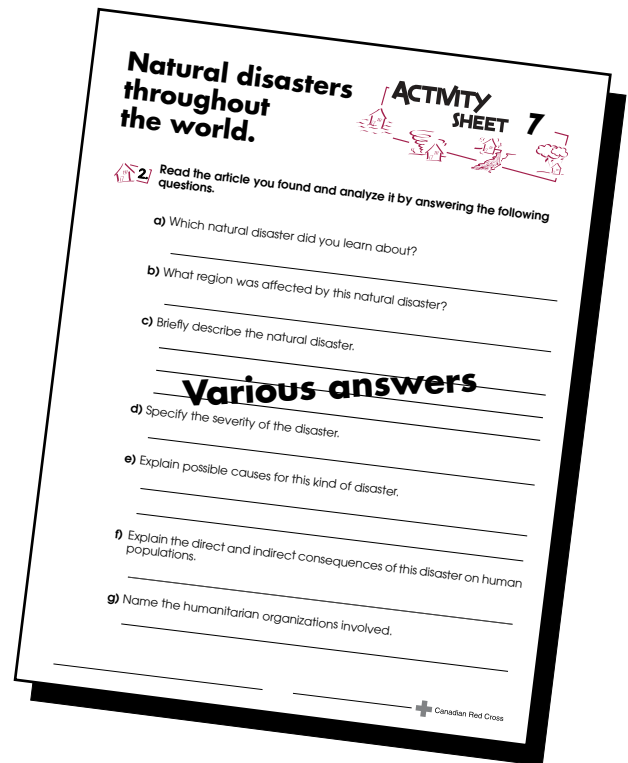 Natural disasters
throughout
the world.
ACTIVITY
SHEET 7
2. Read the article you found and analyze it by answering the following
questions.
a) Which natural disaster did you learn about?
b) What region was affected by this natural disaster?
c) Briefly describe the natural disaster.
Various answers
d) Specify the severity of the disaster.
e) Explain possible causes for this kind of disaster.
f) Explain the direct and indirect consequences of this disaster on human
populations.
g) Name the humanitarian organizations involved.
Canadian Red Cross